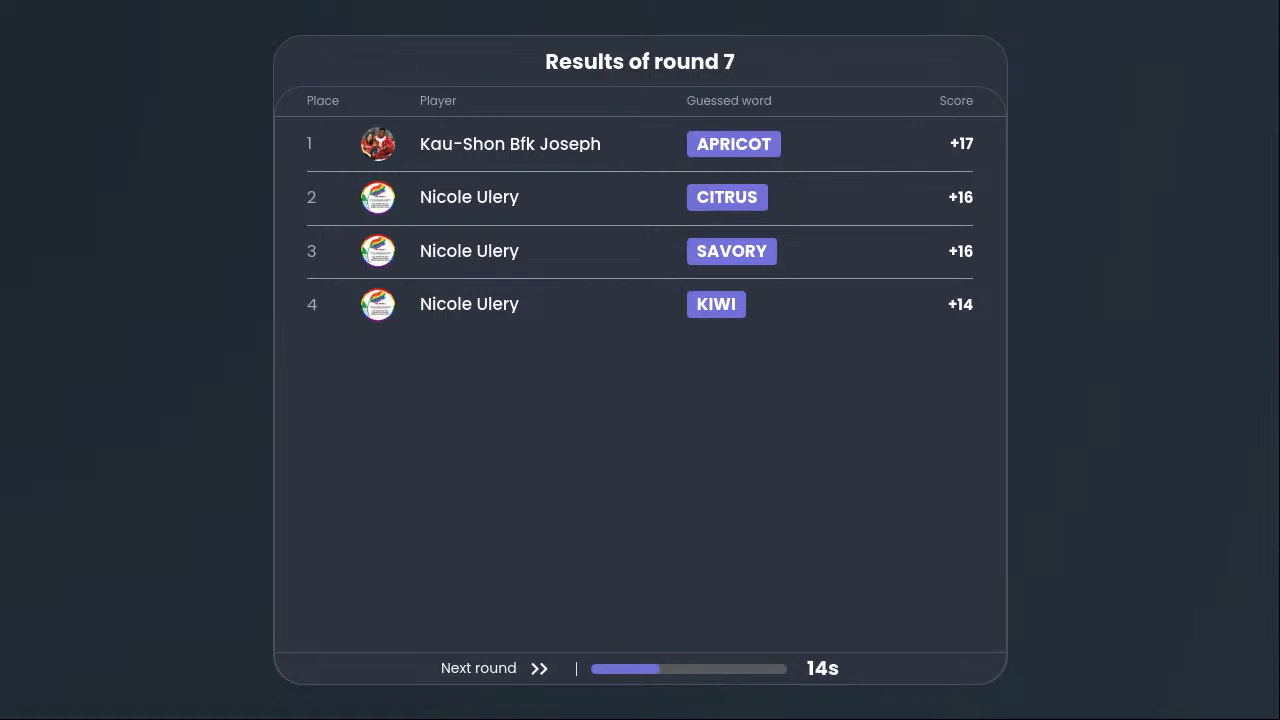 Results of round 7
Place Player Guessed word Score
1 Kau-Shon Bfk Joseph APRICOT +17
2 Nicole Ulery CITRUS +16
3 Nicole Ulery SAVORY +16
4 Nicole Ulery KIWI +14
Next round 14s